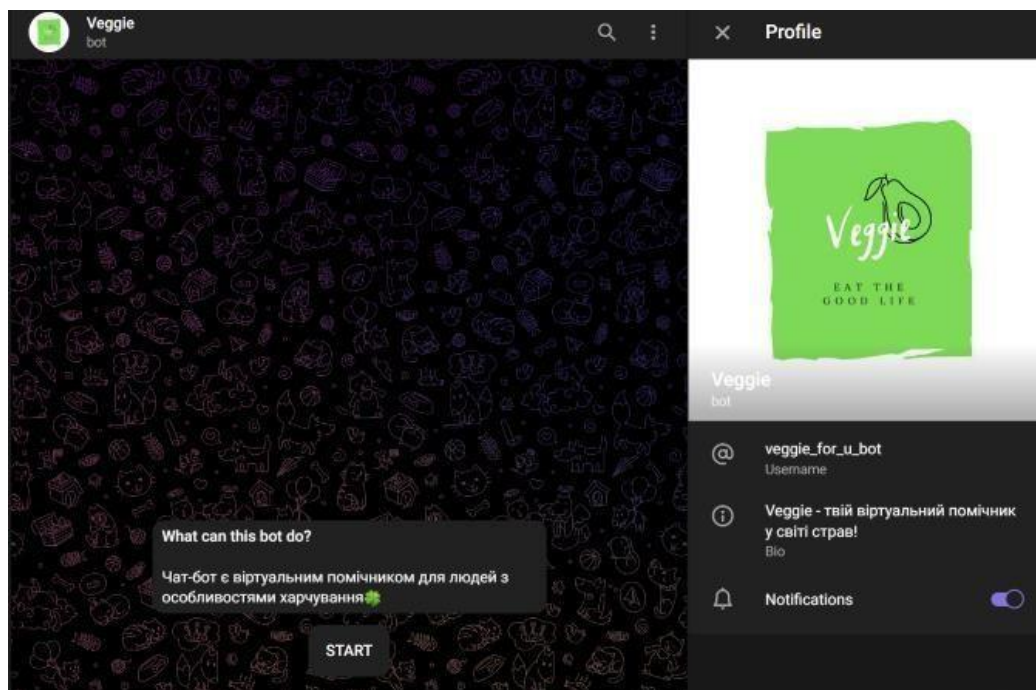 Veggie
bot
Profile
Veggie
EAT THE
GOOD LIFE
Veggie
bot
veggie_for_u_bot
Username
Veggie - твій віртуальний помічник
у світі страв!
Bio
Notifications
What can this bot do?
Чат-бот є віртуальним помічником для людей з
особливостями харчування🍀
START